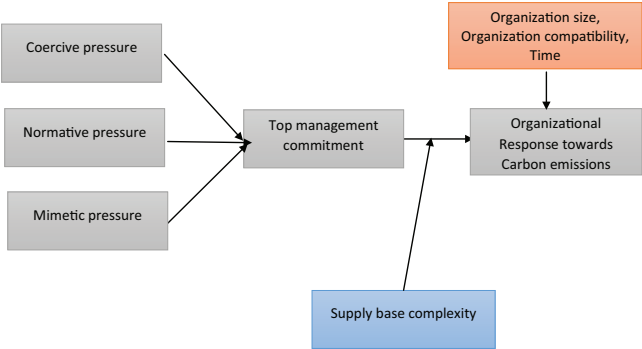 Organization size,
Organization compatibility,
Time
Coercive pressure
Normative pressure
Mimetic pressure
Top management
commitment
Organizational
Response towards
Carbon emissions
Supply base complexity